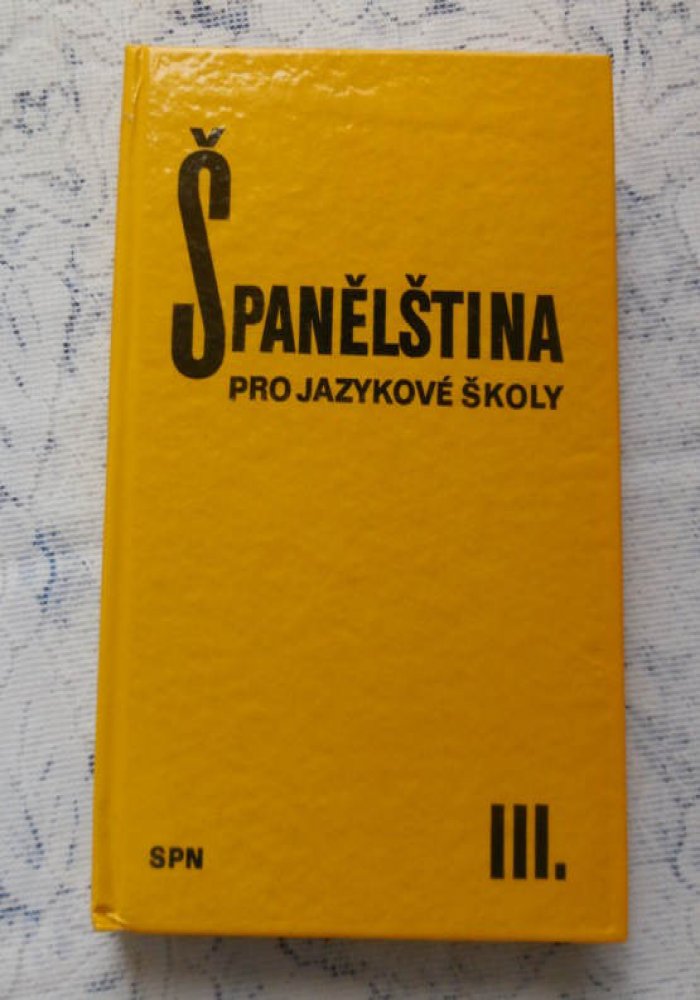 ŠPANĚLŠTINA
PRO JAZYKOVÉ ŠKOLY
SPN
III.